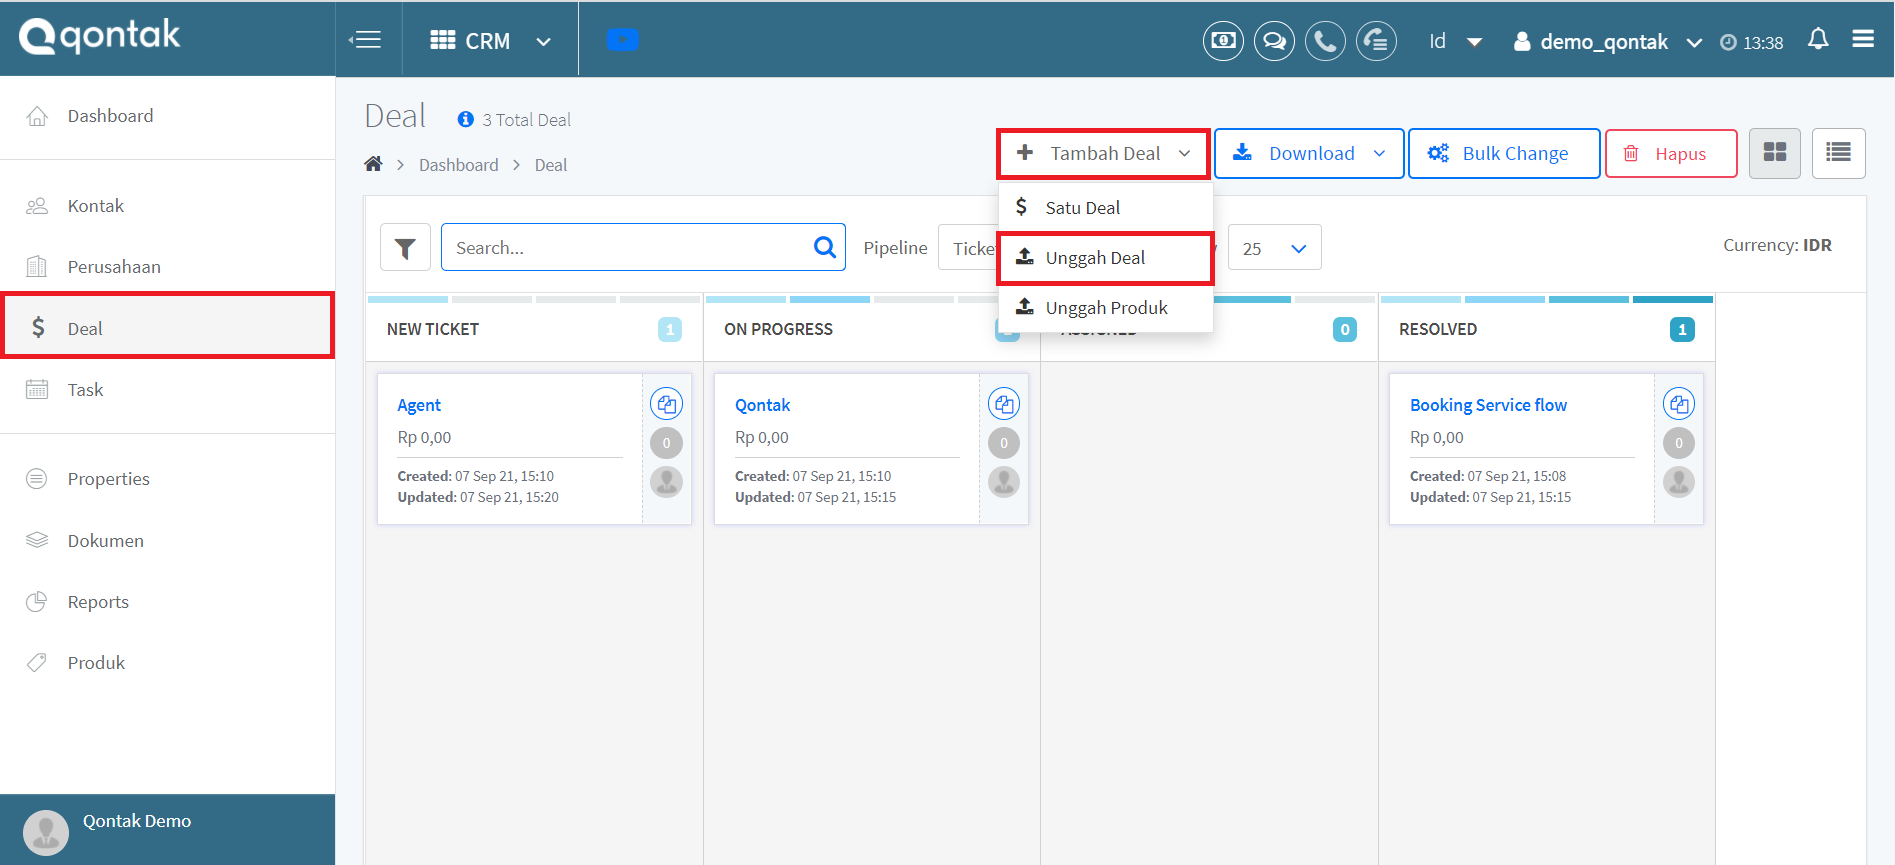 qontak
CRM
Id
demo_qontak
13:38
Dashboard
Kontak
Perusahaan
Deal
Task
Properties
Dokumen
Reports
Produk
Qontak Demo
Deal
3 Total Deal
Dashboard
Deal
Tambah Deal
Download
Bulk Change
Hapus
Satu Deal
Unggah Deal
Unggah Produk
Search...
Pipeline
25
Currency: IDR
NEW TICKET
1
ON PROGRESS
0
RESOLVED
1
Agent
Rp 0,00
0
Created: 07 Sep 21, 15:10
Updated: 07 Sep 21, 15:20
Qontak
Rp 0,00
0
Created: 07 Sep 21, 15:10
Updated: 07 Sep 21, 15:15
Booking Service flow
Rp 0,00
0
Created: 07 Sep 21, 15:08
Updated: 07 Sep 21, 15:15